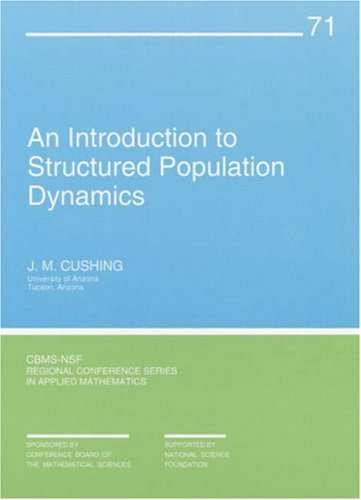 71
An Introduction to
Structured Population
Dynamics
J. M. CUSHING
University of Arizona
Tucson, Arizona
CBMS-NSF
REGIONAL CONFERENCE SERIES
IN APPLIED MATHEMATICS
SPONSORED BY
CONFERENCE BOARD OF
THE MATHEMATICAL SCIENCES
SUPPORTED BY
NATIONAL SCIENCE
FOUNDATION